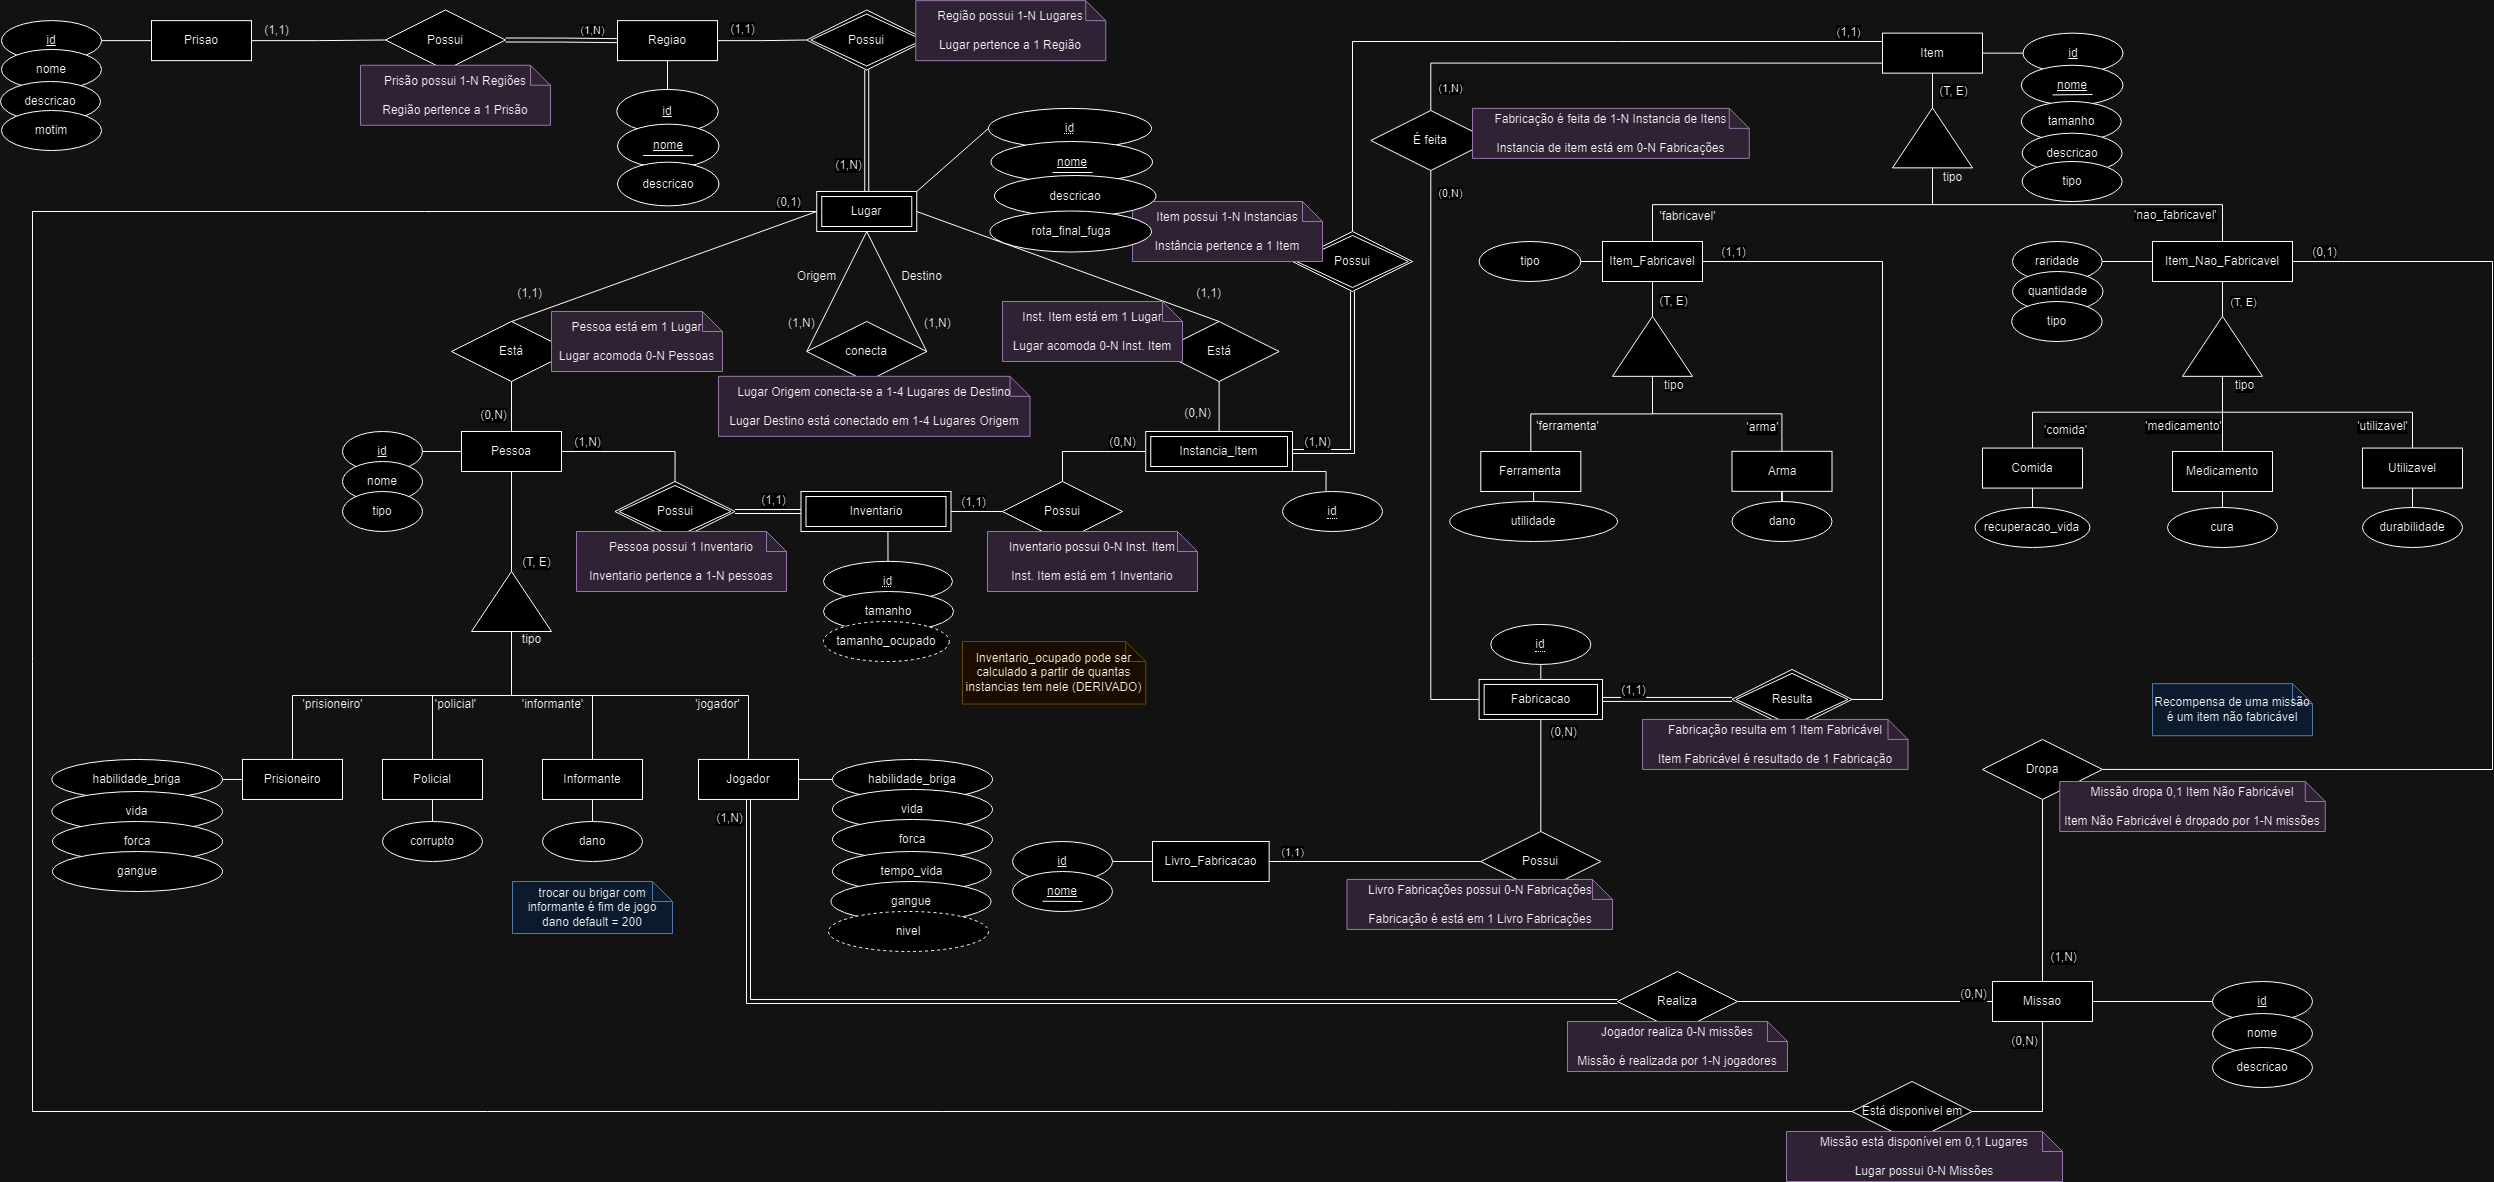 id
nome
descricao
motim
Prisao
(1,1)
Possui
(1,N)
Regiao
(1,1)
Possui
Região possui 1-N Lugares
Lugar pertence a 1 Região
Prisão possui 1-N Regiões
Região pertence a 1 Prisão
id
nome
descricao
(1,N)
id
nome
descricao
rota_final_fuga
(0,1)
Lugar
Origem
Destino
(1,1)
(1,N)
(1,N)
(1,1)
Está
Pessoa está em 1 Lugar
Lugar acomoda 0-N Pessoas
conecta
Lugar Origem conecta-se a 1-4 Lugares de Destino
Lugar Destino está conectado em 1-4 Lugares Origem
Inst. Item está em 1 Lugar
Lugar acomoda 0-N Inst. Item
Está
Item possui 1-N Instancias
Instância pertence a 1 Item
Possui
(1,1)
Item
id
nome
tamanho
descricao
tipo
(T, E)
tipo
(1,N)
É feita
Fabricação é feita de 1-N Instancia de Itens
Instancia de item está em 0-N Fabricações
(0,N)
'fabricavel'
'nao_fabricavel'
tipo
Item_Fabricavel
(1,1)
raridade
quantidade
tipo
Item_Nao_Fabricavel
(0,1)
(T, E)
tipo
(T, E)
tipo
'ferramenta'
'arma'
'comida'
'medicamento'
'utilizavel'
Ferramenta
Arma
Comida
Medicamento
Utilizavel
utilidade
dano
recuperacao_vida
cura
durabilidade
(0,N)
id
nome
tipo
Pessoa
(1,N)
Possui
(1,1)
Inventario
(1,1)
Possui
(0,N)
(0,N)
Instancia_Item
(1,N)
id
Pessoa possui 1 Inventario
Inventario pertence a 1-N pessoas
Inventario possui 0-N Inst. Item
Inst. Item está em 1 Inventario
id
tamanho
tamanho_ocupado
Inventario_ocupado pode ser
calculado a partir de quantas
instancias tem nele (DERIVADO)
(T, E)
tipo
'prisioneiro'
'policial'
'informante'
'jogador'
Prisioneiro
Policial
Informante
Jogador
habilidade_briga
vida
forca
gangue
corrupto
dano
trocar ou brigar com
informante é fim de jogo
dano default = 200
(1,N)
habilidade_briga
vida
forca
tempo_vida
gangue
nivel
id
Fabricacao
(1,1)
Resulta
Fabricação resulta em 1 Item Fabricável
Item Fabricável é resultado de 1 Fabricação
(0,N)
id
nome
Livro_Fabricacao
(1,1)
Possui
Livro Fabricações possui 0-N Fabricações
Fabricação é está em 1 Livro Fabricações
Recompensa de uma missão
é um item não fabricável
Dropa
Missão dropa 0,1 Item Não Fabricável
Item Não Fabricável é dropado por 1-N missões
(1,N)
Realiza
(0,N)
Missao
id
nome
descricao
Jogador realiza 0-N missões
Missão é realizada por 1-N jogadores
(0,N)
Está disponivel em
Missão está disponível em 0,1 Lugares
Lugar possui 0-N Missões